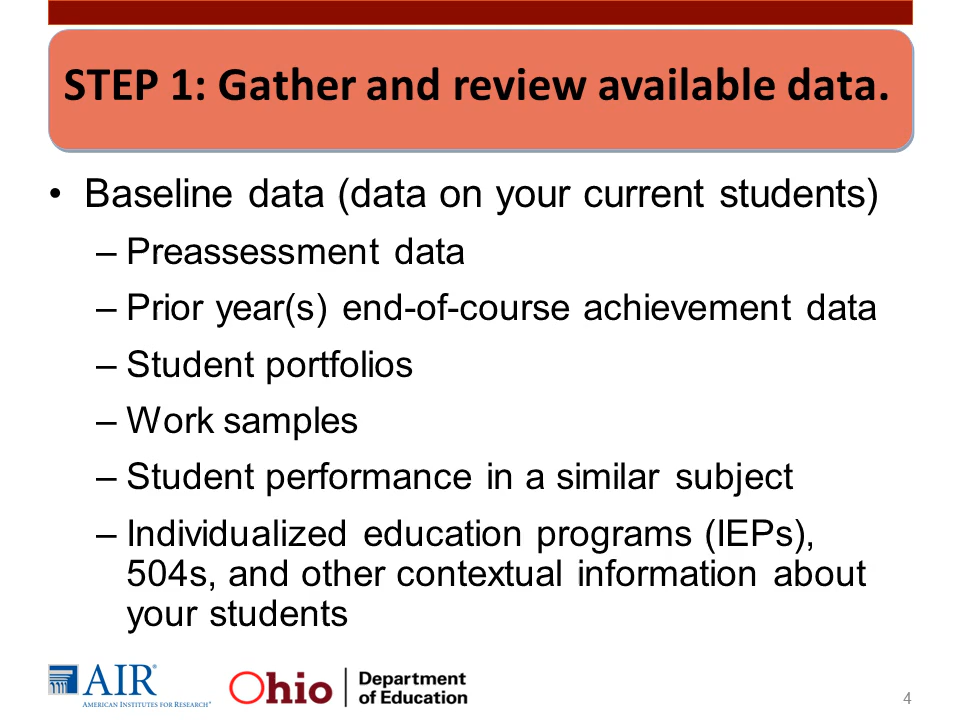 STEP 1: Gather and review available data.
• Baseline data (data on your current students)
– Preassessment data
– Prior year(s) end-of-course achievement data
– Student portfolios
– Work samples
– Student performance in a similar subject
– Individualized education programs (IEPs),
504s, and other contextual information about
your students
AIR®
AMERICAN INSTITUTES FOR RESEARCH®
Ohio
Department
of Education
4